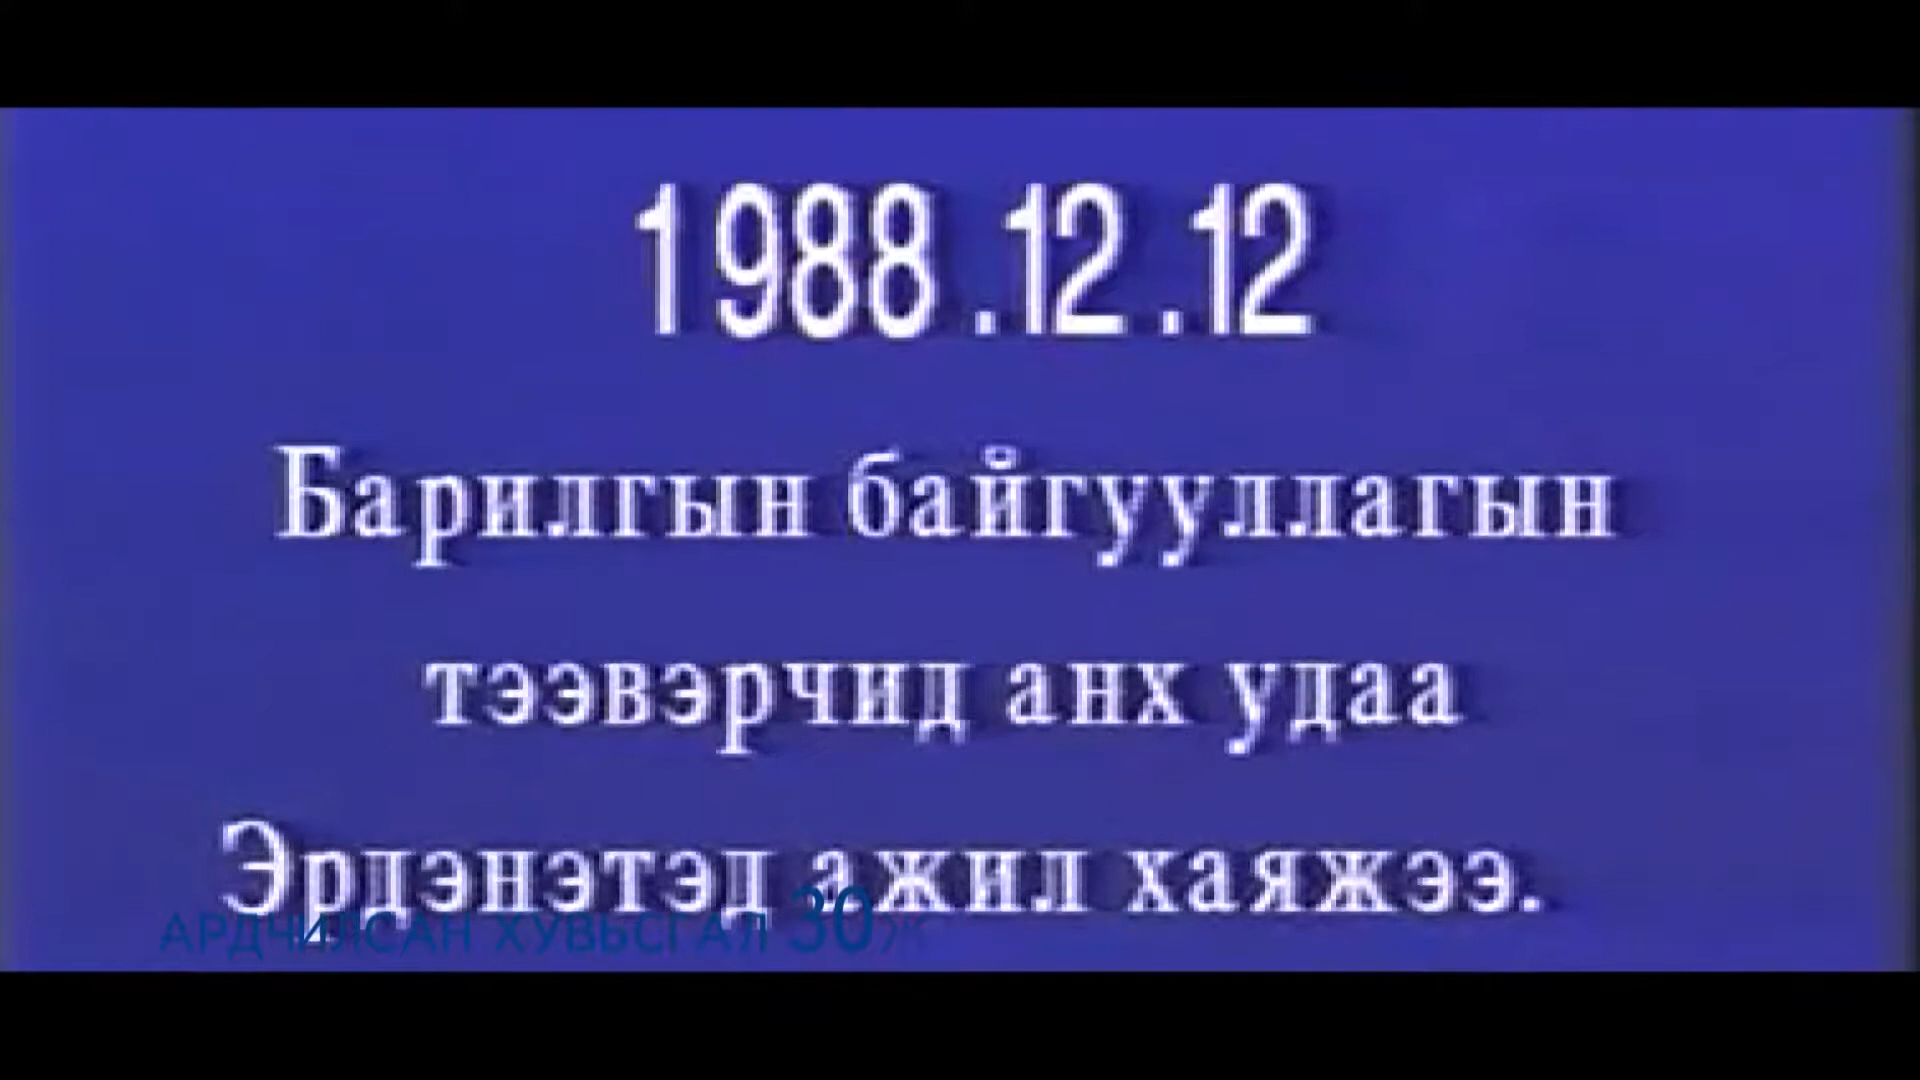 1988.12.12
Барилгын байгууллагын
тээвэрчид анх удаа
Эрдэнэтэд ажил хаяжээ.
АРДЧИЛСАН ХУВЬСГАЛ 30